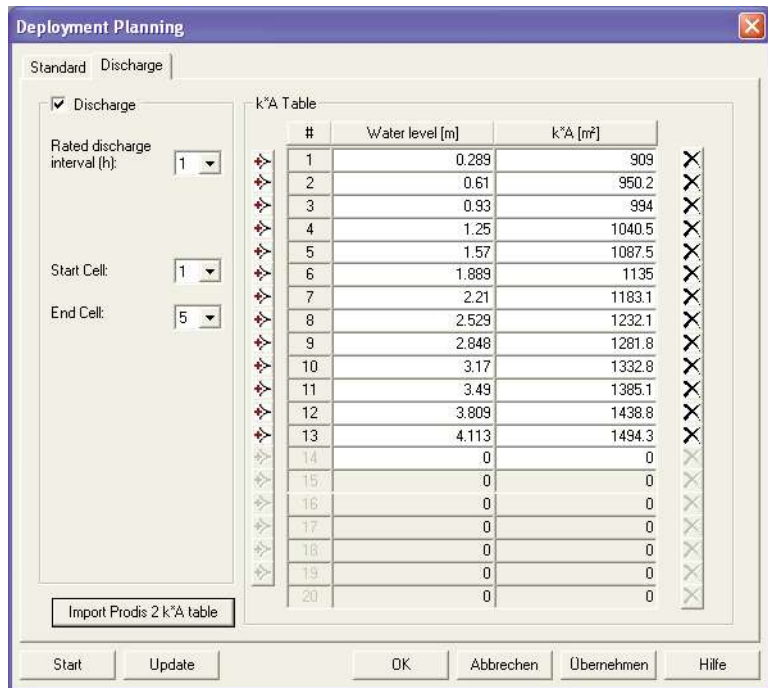 Deployment Planning
Standard Discharge
Discharge
Rated discharge
interval (h): 1
Start Cell: 1
End Cell: 5
Import Prodis 2 k*A table
k*A Table
# Water level [m] k*A [m²]
1 0.289 909
2 0.61 950.2
3 0.93 994
4 1.25 1040.5
5 1.57 1087.5
6 1.889 1135
7 2.21 1183.1
8 2.529 1232.1
9 2.848 1281.8
10 3.17 1332.8
11 3.49 1385.1
12 3.809 1438.8
13 4.113 1494.3
14 0 0
15 0 0
16 0 0
17 0 0
18 0 0
19 0 0
20 0 0
Start Update OK Abbrechen Übernehmen Hilfe